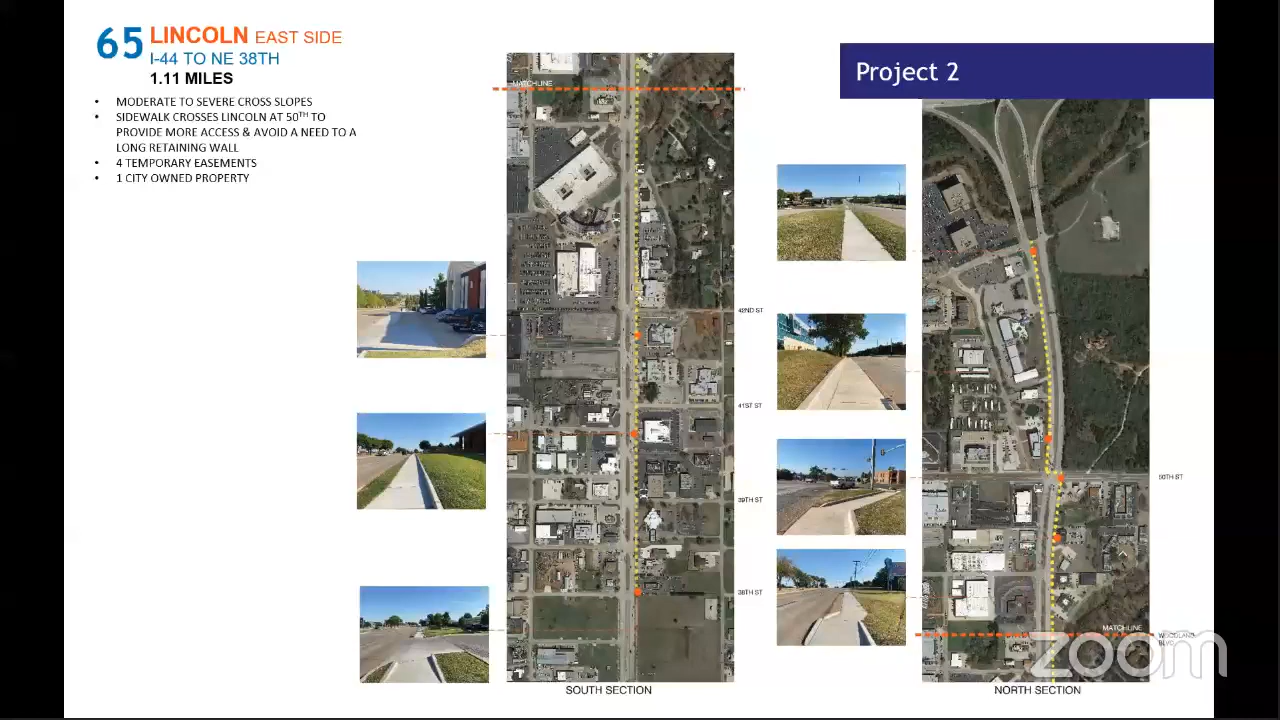 65 LINCOLN EAST SIDE
I-44 TO NE 38TH
1.11 MILES
• MODERATE TO SEVERE CROSS SLOPES
• SIDEWALK CROSSES LINCOLN AT 50TH TO
PROVIDE MORE ACCESS & AVOID A NEED TO A
LONG RETAINING WALL
• 4 TEMPORARY EASEMENTS
• 1 CITY OWNED PROPERTY
Project 2
MATCHLINE
42ND ST
41ST ST
39TH ST
38TH ST
SOUTH SECTION
50TH ST
MATCHLINE
WOODLAND
BLVD
NORTH SECTION
zoom